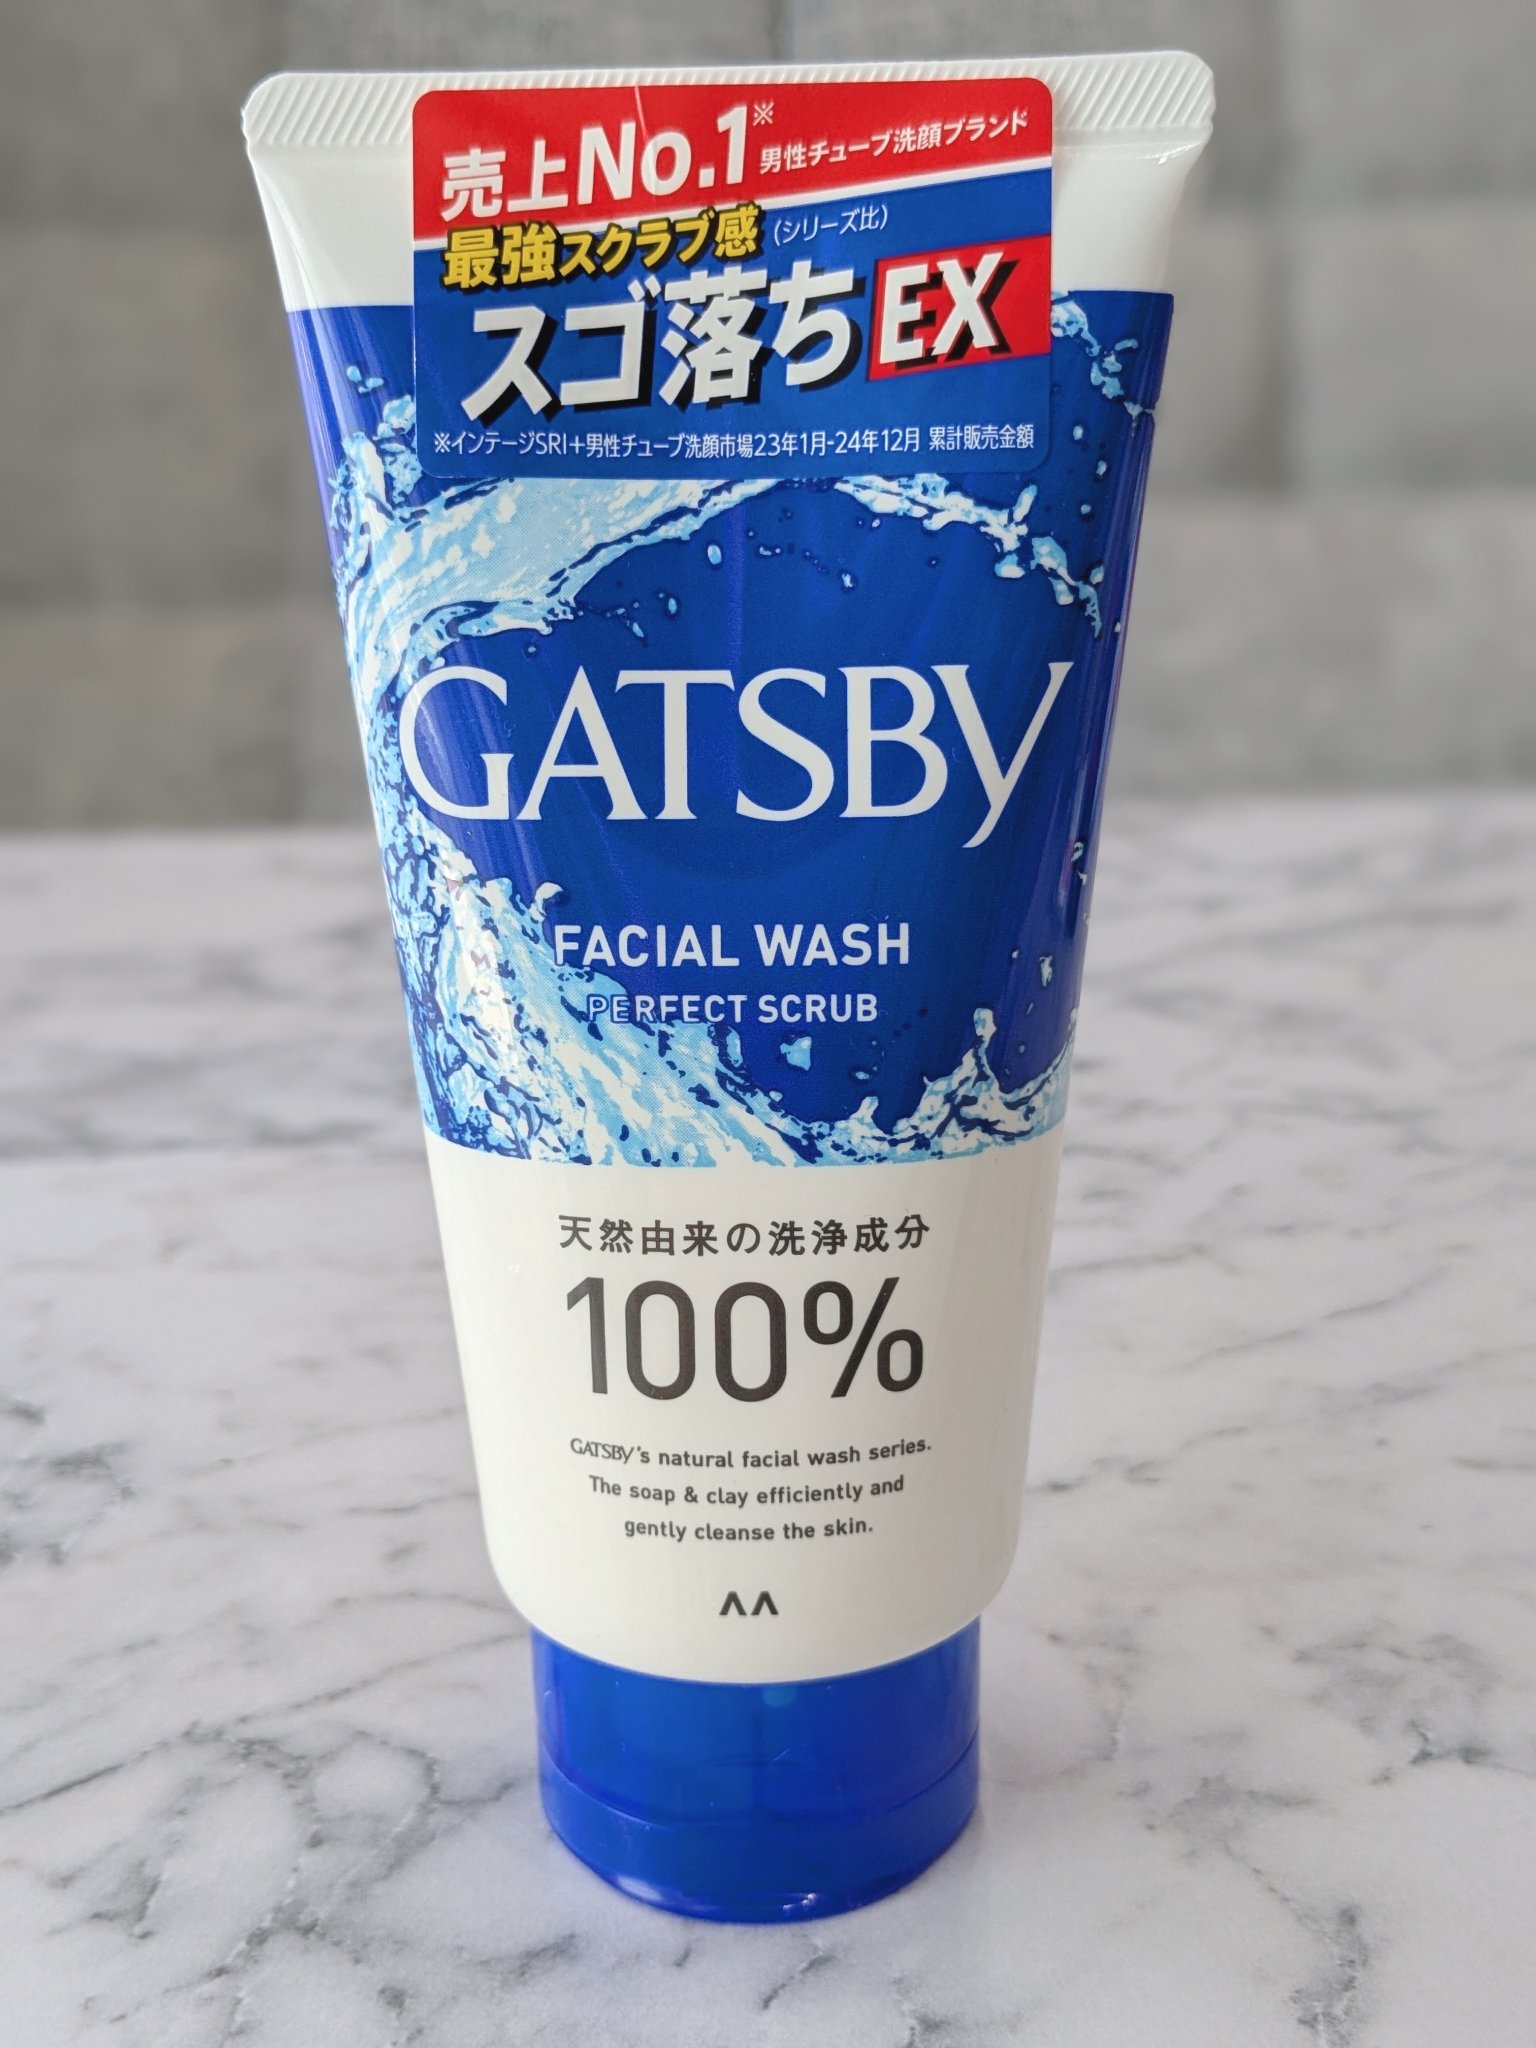 売上No.1※男性チューブ洗顔ブランド
最強スクラブ感(シリーズ比)
スゴ落ちEX
※インテージSRI+男性チューブ洗顔市場23年1月-24年12月 累計販売金額
GATSBY
FACIAL WASH
PERFECT SCRUB
天然由来の洗浄成分
100%
GATSBY's natural facial wash series.
The soap & clay efficiently and
gently cleanse the skin.